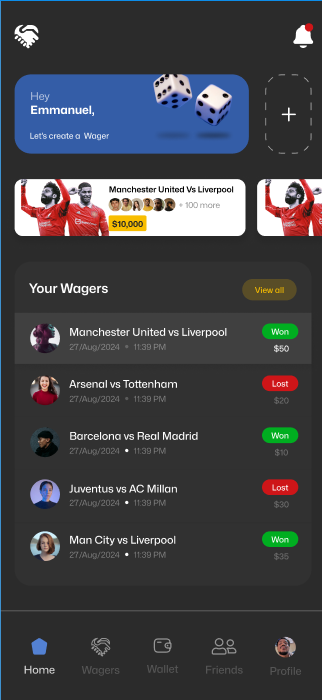 Hey
Emmanuel,
Let's create a Wager
+
Manchester United Vs Liverpool
+ 100 more
$10,000
Your Wagers
View all
Manchester United vs Liverpool
Won
27/Aug/2024 • 11:39 PM
$50
Arsenal vs Tottenham
Lost
27/Aug/2024 • 11:39 PM
$20
Barcelona vs Real Madrid
Won
27/Aug/2024 • 11:39 PM
$10
Juventus vs AC Millan
Lost
27/Aug/2024 • 11:39 PM
$30
Man City vs Liverpool
Won
27/Aug/2024 • 11:39 PM
$35
Home
Wagers
Wallet
Friends
Profile